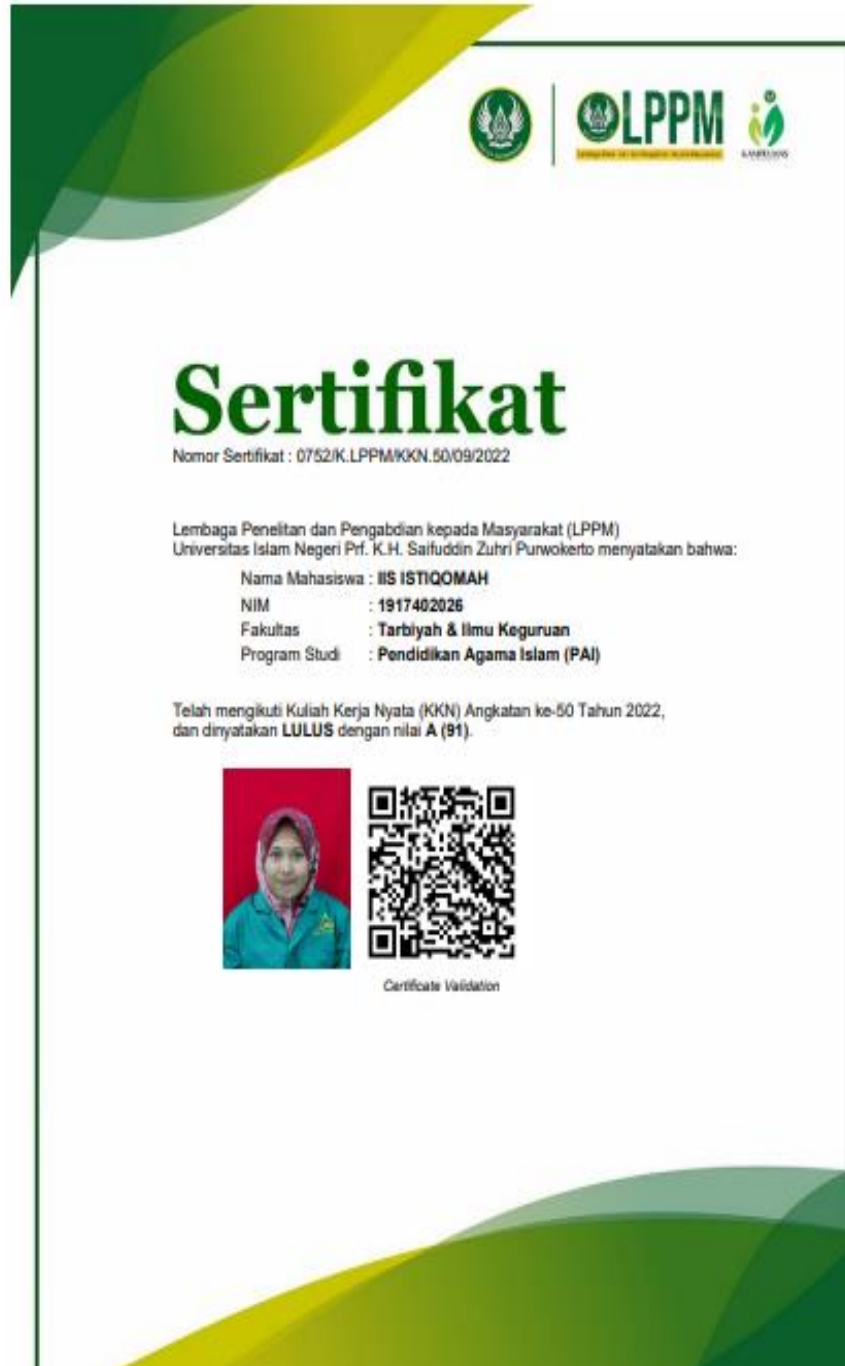 LPPM
Sertifikat
Nomor Sertifikat : 0752/K.LPPM/KKN.50/09/2022
Lembaga Penelitan dan Pengabdian kepada Masyarakat (LPPM)
Universitas Islam Negeri Prf. K.H. Saifuddin Zuhri Purwokerto menyatakan bahwa:
Nama Mahasiswa : IIS ISTIQOMAH
NIM : 1917402026
Fakultas : Tarbiyah & Ilmu Keguruan
Program Studi : Pendidikan Agama Islam (PAI)
Telah mengikuti Kuliah Kerja Nyata (KKN) Angkatan ke-50 Tahun 2022,
dan dinyatakan LULUS dengan nilai A (91).
Certificate Validation